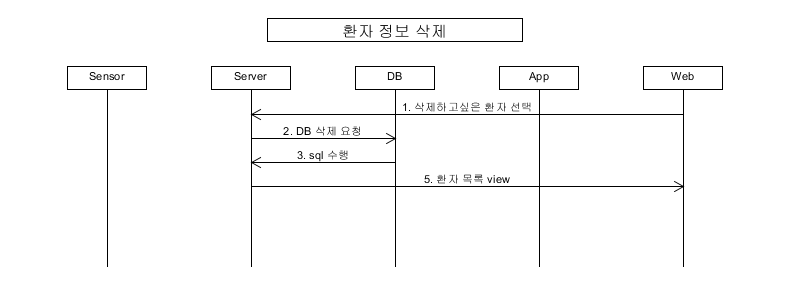 환자 정보 삭제
Sensor
Server
DB
App
Web
1. 삭제하고싶은 환자 선택
2. DB 삭제 요청
3. sql 수행
5. 환자 목록 view